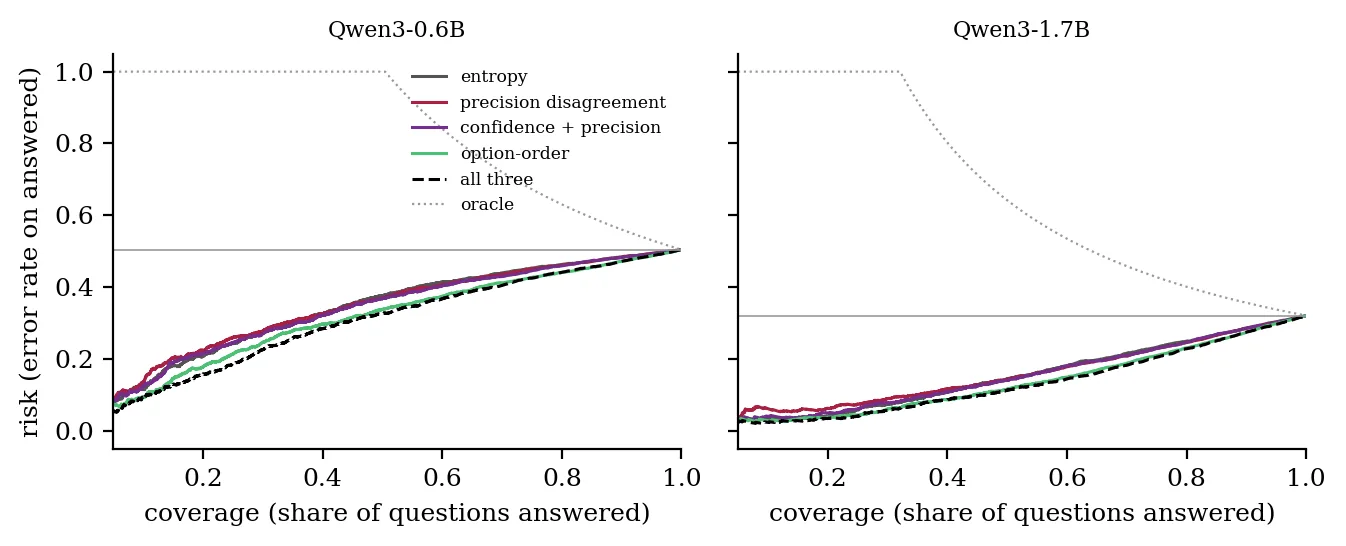 Qwen3-0.6B
Qwen3-1.7B
risk (error rate on answered)
1.0
0.8
0.6
0.4
0.2
0.0
entropy
precision disagreement
confidence + precision
option-order
all three
oracle
0.2 0.4 0.6 0.8 1.0
0.2 0.4 0.6 0.8 1.0
coverage (share of questions answered)
coverage (share of questions answered)